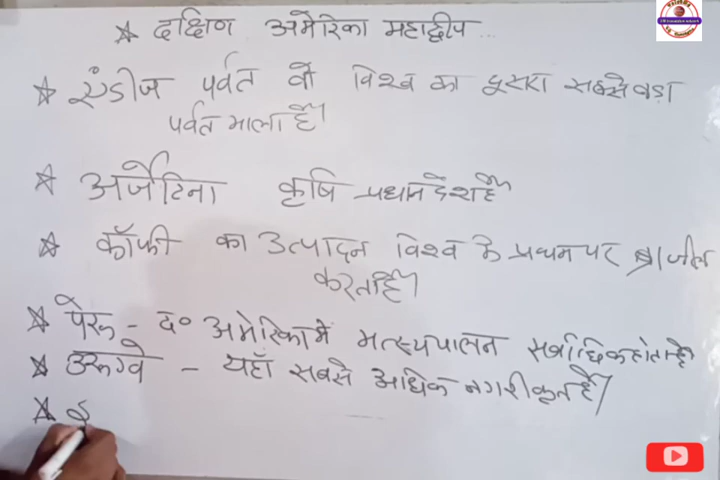 ☆ दक्षिण अमेरिका महाद्वीप
☆ एंडीज पर्वत वो विश्व का दुसरा सबसे बड़ा
पर्वत माला है।
☆ अर्जेटिना कृषि प्रधान देश है
☆ कॉफी का उत्पादन विश्व के प्रथम पर ब्राजील
करता है।
☆ पेरू - द० अमेरिका में मत्स्यपालन सर्वाधिक होता है
☆ उरूग्वे - यहाँ सबसे अधिक नगरीकृत है।
☆